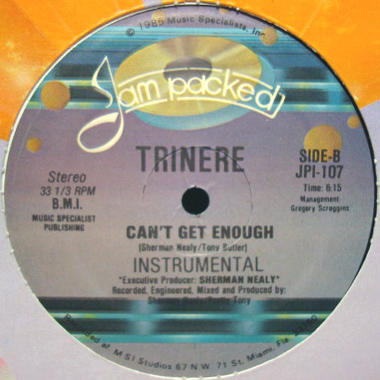 © 1985 Music Specialists, Inc.
Jam packed
TRINERE
Stereo
33 1/3 RPM
B.M.I.
MUSIC SPECIALIST
PUBLISHING
SIDE-B
JPI-107
Time: 6:15
Management
Gregory Scroggins
CAN'T GET ENOUGH
(Sherman Nealy/Tony Butler)
INSTRUMENTAL
"Executive Producer: SHERMAN NEALY"
Recorded, Engineered, Mixed and Produced by:
Tony
Recorded at MSI Studios 67 N W 71 St. Miami, Fla.